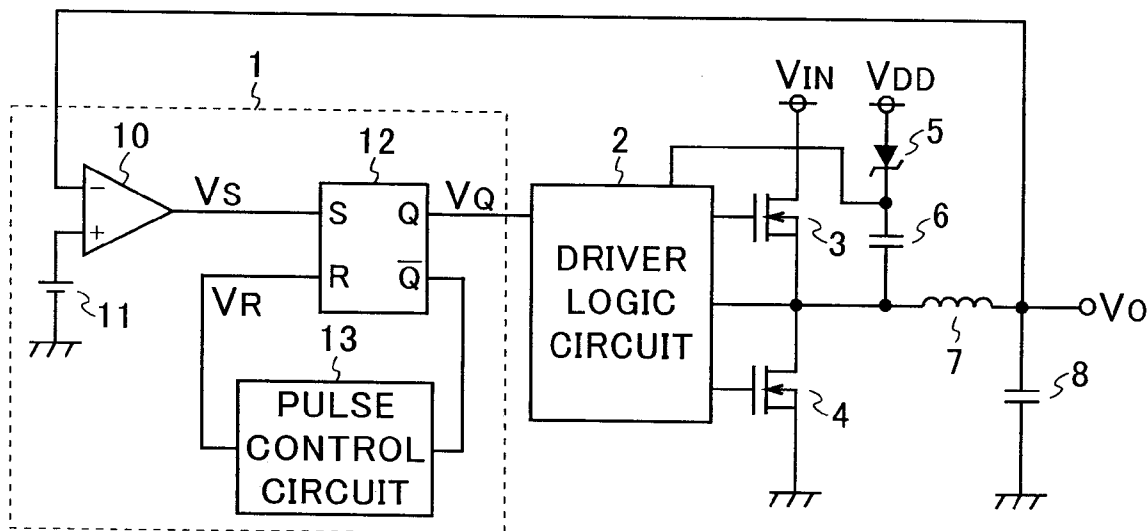 1
VIN
VDD
10
12
2
5
VS
VQ
S
Q
−
+
3
6
R
Q̅
DRIVER
LOGIC
CIRCUIT
VR
11
VO
7
13
8
4
PULSE
CONTROL
CIRCUIT